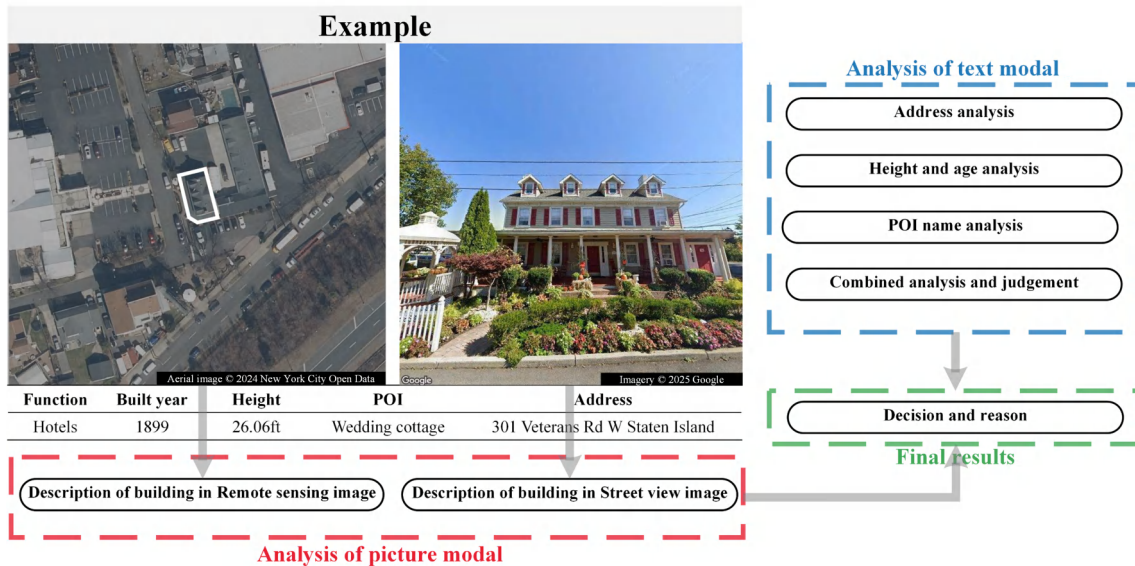 Example
Aerial image © 2024 New York City Open Data
Google
Imagery © 2025 Google
Function Built year Height POI Address
Hotels 1899 26.06ft Wedding cottage 301 Veterans Rd W Staten Island
Description of building in Remote sensing image
Description of building in Street view image
Analysis of picture modal
Analysis of text modal
Address analysis
Height and age analysis
POI name analysis
Combined analysis and judgement
Decision and reason
Final results